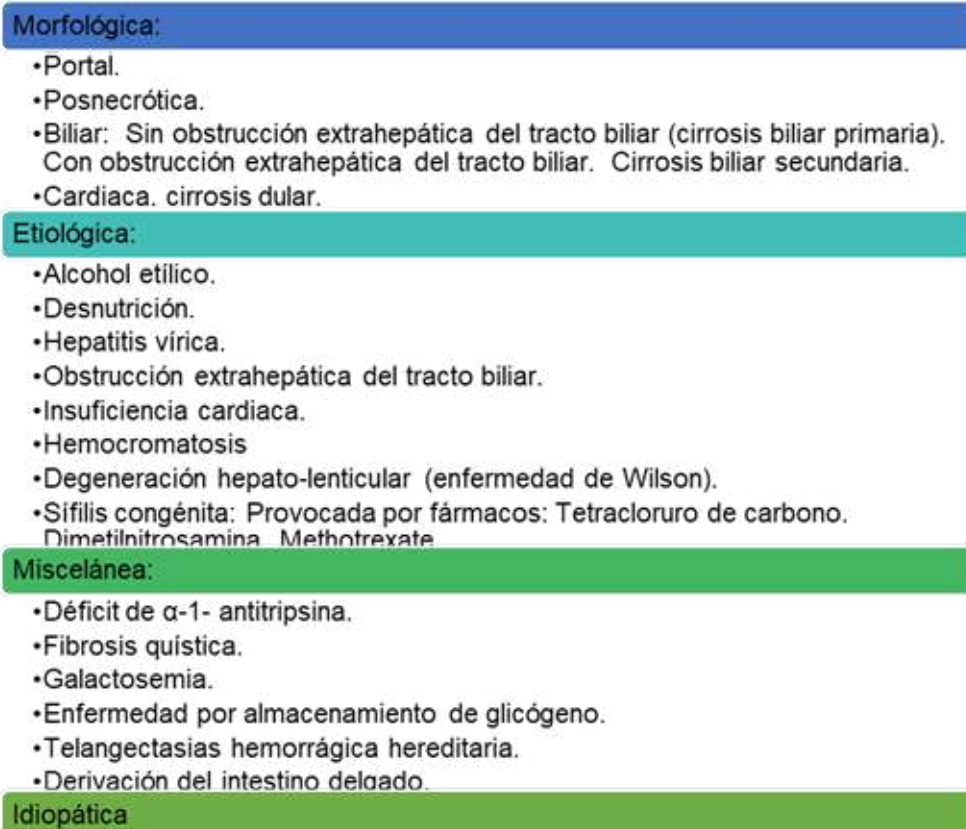 Morfológica:
•Portal.
•Posnecrótica.
•Biliar: Sin obstrucción extrahepática del tracto biliar (cirrosis biliar primaria).
Con obstrucción extrahepática del tracto biliar. Cirrosis biliar secundaria.
•Cardiaca. cirrosis dular.
Etiológica:
•Alcohol etílico.
•Desnutrición.
•Hepatitis vírica.
•Obstrucción extrahepática del tracto biliar.
•Insuficiencia cardiaca.
•Hemocromatosis
•Degeneración hepato-lenticular (enfermedad de Wilson).
•Sífilis congénita: Provocada por fármacos: Tetracloruro de carbono.
Dimetilnitrosamina. Methotrexate
Miscelánea:
•Déficit de α-1- antitripsina.
•Fibrosis quística.
•Galactosemia.
•Enfermedad por almacenamiento de glicógeno.
•Telangectasias hemorrágica hereditaria.
•Derivación del intestino delgado.
Idiopática